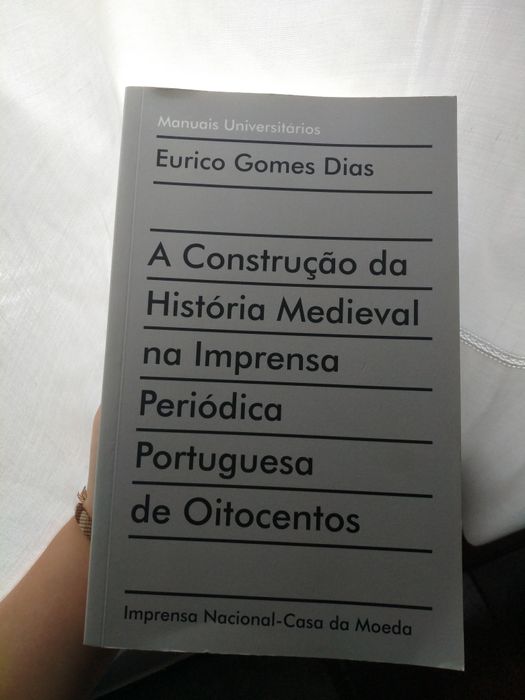 Manuais Universitários
Eurico Gomes Dias
A Construção da
História Medieval
na Imprensa
Periódica
Portuguesa
de Oitocentos
Imprensa Nacional-Casa da Moeda